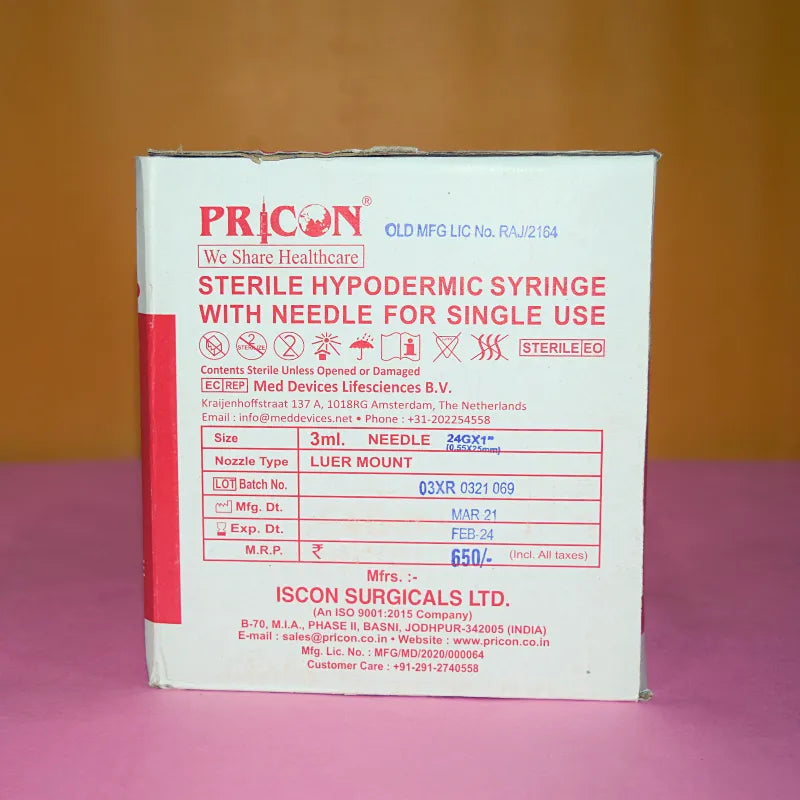 PRICON®
OLD MFG LIC No. RAJ/2164
We Share Healthcare
STERILE HYPODERMIC SYRINGE
WITH NEEDLE FOR SINGLE USE
2
STERILIZE
2
i
STERILE EO
Contents Sterile Unless Opened or Damaged
EC REP Med Devices Lifesciences B.V.
Kraijenhoffstraat 137 A, 1018RG Amsterdam, The Netherlands
Email : info@meddevices.net • Phone : +31-202254558
Size 3ml. NEEDLE 24GX1"
(0.55X25mm)
Nozzle Type LUER MOUNT
LOT Batch No. 03XR 0321 069
Mfg. Dt. MAR 21
Exp. Dt. FEB-24
M.R.P. ₹ 650/- (Incl. All taxes)
Mfrs. :-
ISCON SURGICALS LTD.
(An ISO 9001:2015 Company)
B-70, M.I.A., PHASE II, BASNI, JODHPUR-342005 (INDIA)
E-mail : sales@pricon.co.in • Website : www.pricon.co.in
Mfg. Lic. No. : MFG/MD/2020/000064
Customer Care : +91-291-2740558